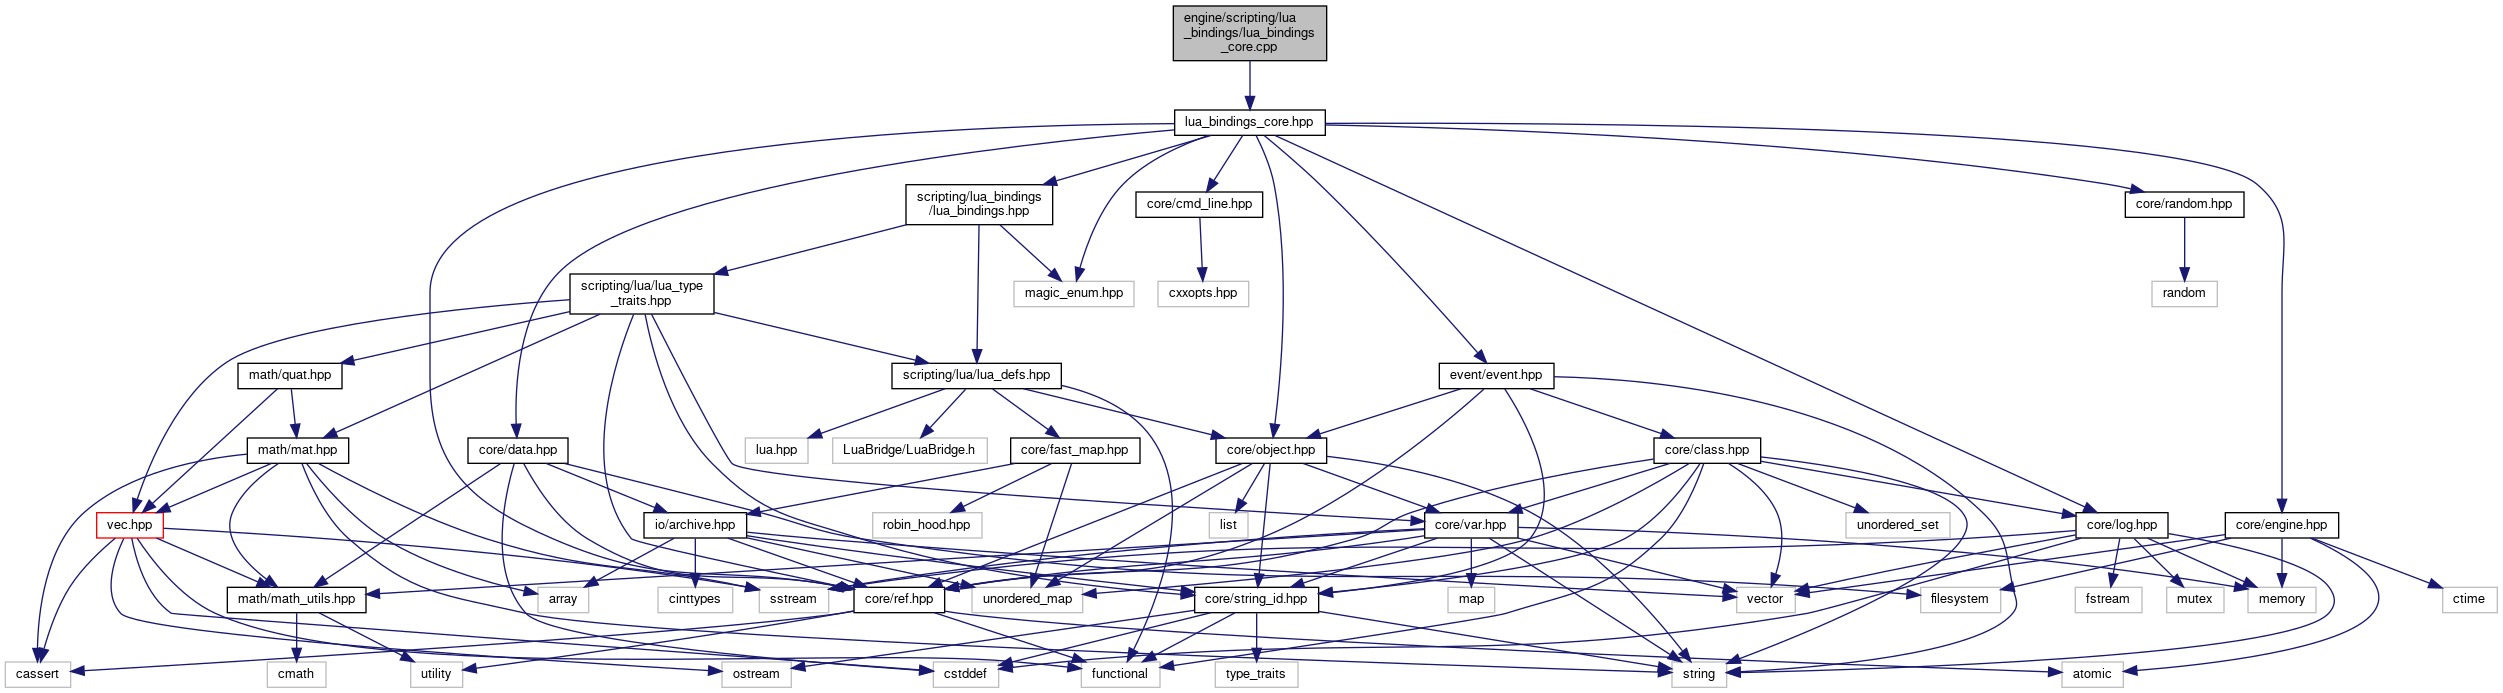 engine/scripting/lua
_bindings/lua_bindings
_core.cpp
lua_bindings_core.hpp
scripting/lua_bindings
/lua_bindings.hpp
core/cmd_line.hpp
core/random.hpp
scripting/lua/lua_type
_traits.hpp
magic_enum.hpp
cxxopts.hpp
random
math/quat.hpp
scripting/lua/lua_defs.hpp
event/event.hpp
math/mat.hpp
core/data.hpp
lua.hpp
LuaBridge/LuaBridge.h
core/fast_map.hpp
core/object.hpp
core/class.hpp
vec.hpp
io/archive.hpp
robin_hood.hpp
list
core/var.hpp
unordered_set
core/log.hpp
core/engine.hpp
math/math_utils.hpp
array
cinttypes
sstream
core/ref.hpp
unordered_map
core/string_id.hpp
map
vector
filesystem
fstream
mutex
memory
ctime
cassert
cmath
utility
ostream
cstddef
functional
type_traits
string
atomic